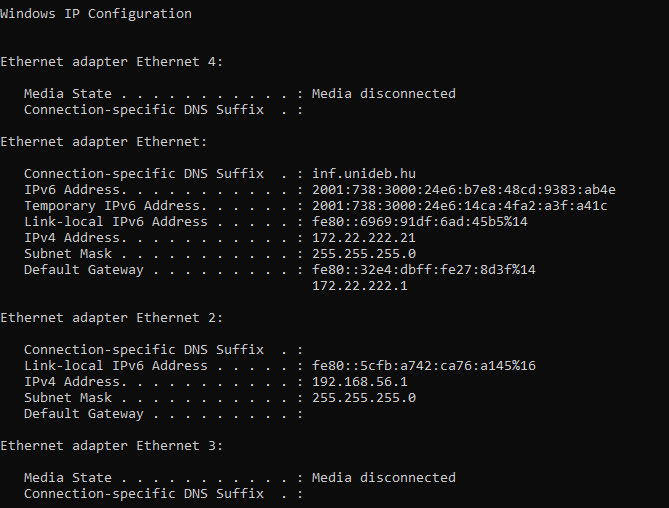 Windows IP Configuration
Ethernet adapter Ethernet 4:
Media State . . . . . . . . . . . : Media disconnected
Connection-specific DNS Suffix  . :
Ethernet adapter Ethernet:
Connection-specific DNS Suffix  . : inf.unideb.hu
IPv6 Address. . . . . . . . . . . : 2001:738:3000:24e6:b7e8:48cd:9383:ab4e
Temporary IPv6 Address. . . . . . : 2001:738:3000:24e6:14ca:4fa2:a3f:a41c
Link-local IPv6 Address . . . . . : fe80::6969:91df:6ad:45b5%14
IPv4 Address. . . . . . . . . . . : 172.22.222.21
Subnet Mask . . . . . . . . . . . : 255.255.255.0
Default Gateway . . . . . . . . . : fe80::32e4:dbff:fe27:8d3f%14
172.22.222.1
Ethernet adapter Ethernet 2:
Connection-specific DNS Suffix  . :
Link-local IPv6 Address . . . . . : fe80::5cfb:a742:ca76:a145%16
IPv4 Address. . . . . . . . . . . : 192.168.56.1
Subnet Mask . . . . . . . . . . . : 255.255.255.0
Default Gateway . . . . . . . . . :
Ethernet adapter Ethernet 3:
Media State . . . . . . . . . . . : Media disconnected
Connection-specific DNS Suffix  . :